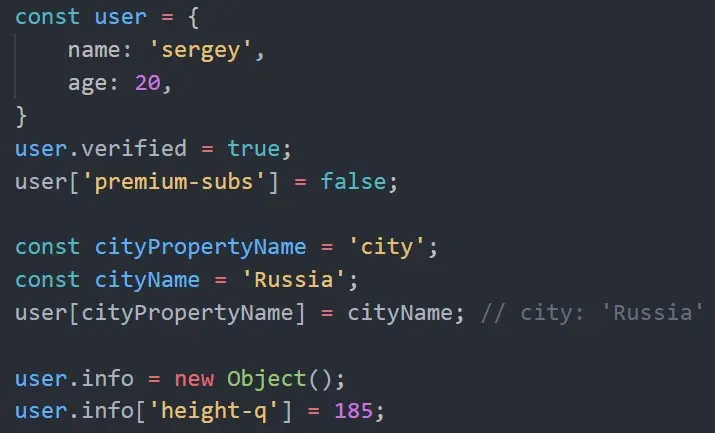 const user = {
    name: 'sergey',
    age: 20,
}
user.verified = true;
user['premium-subs'] = false;

const cityPropertyName = 'city';
const cityName = 'Russia';
user[cityPropertyName] = cityName; // city: 'Russia'

user.info = new Object();
user.info['height-q'] = 185;